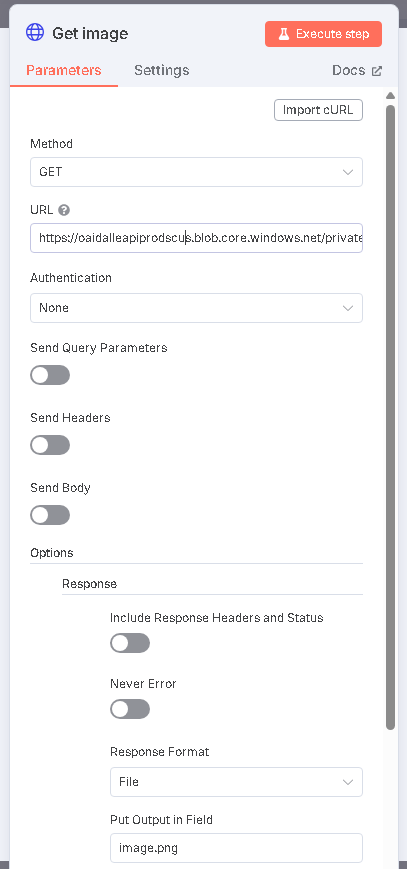 Get image
Execute step
Parameters
Settings
Docs
Import cURL
Method
GET
URL
https://oaidalleapiprodscus.blob.core.windows.net/private
Authentication
None
Send Query Parameters
Send Headers
Send Body
Options
Response
Include Response Headers and Status
Never Error
Response Format
File
Put Output in Field
image.png